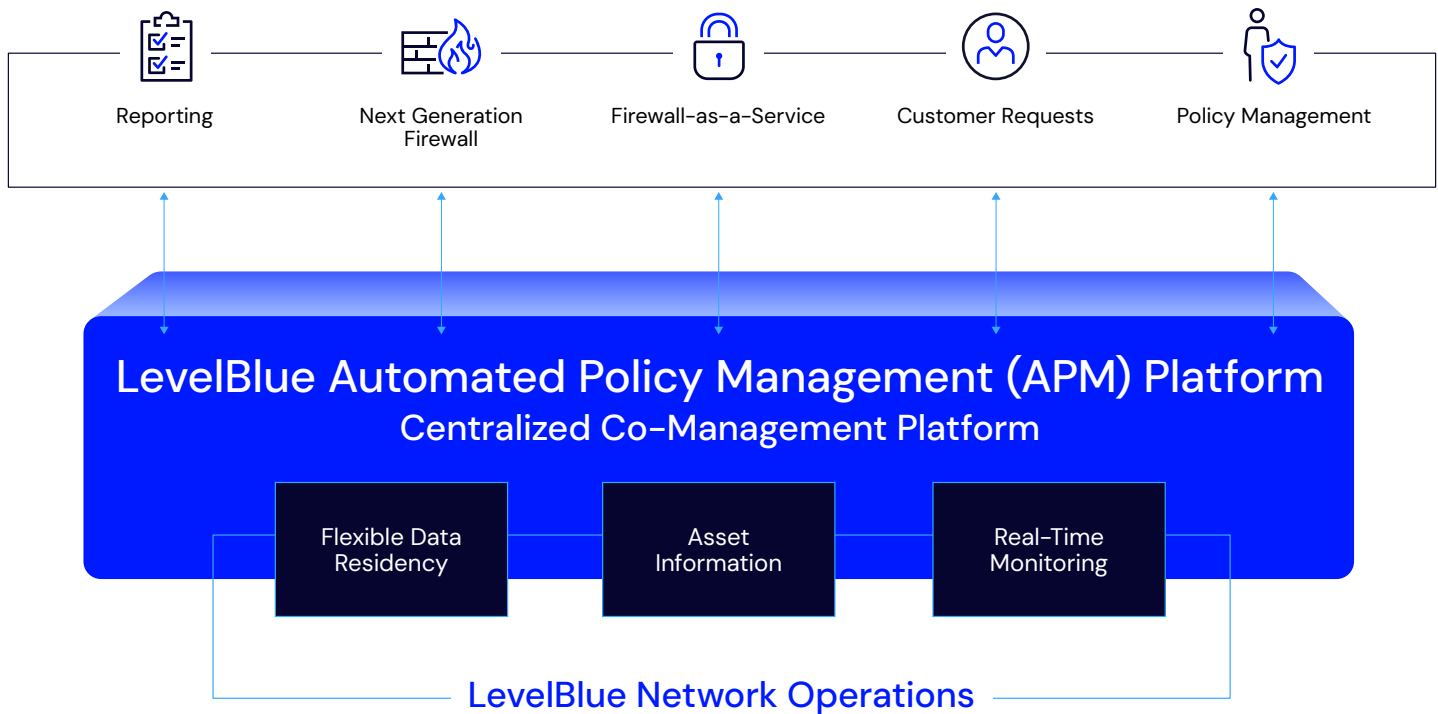 Reporting
Next Generation
Firewall
Firewall-as-a-Service
Customer Requests
Policy Management
LevelBlue Automated Policy Management (APM) Platform
Centralized Co-Management Platform
Flexible Data
Residency
Asset
Information
Real-Time
Monitoring
LevelBlue Network Operations